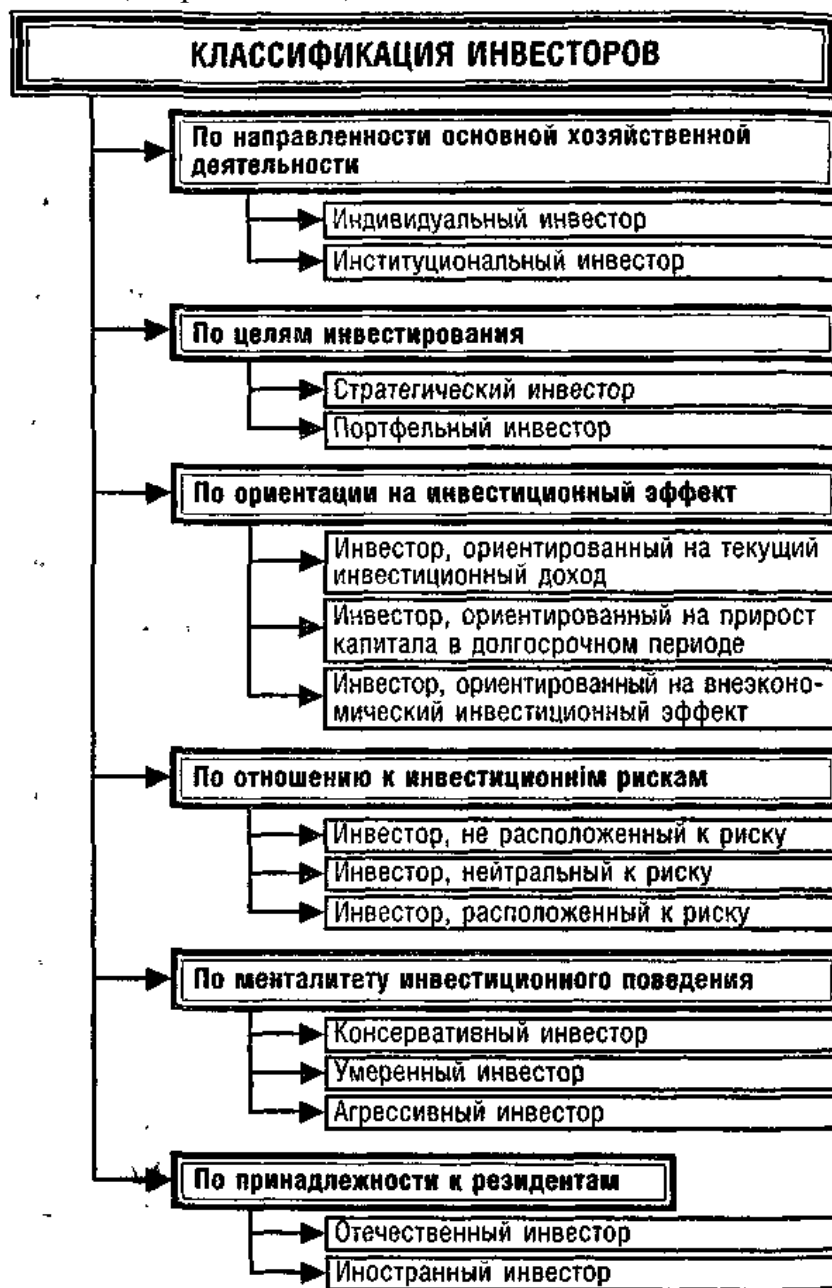 КЛАССИФИКАЦИЯ ИНВЕСТОРОВ
По направленности основной хозяйственной
деятельности
Индивидуальный инвестор
Институциональный инвестор
По целям инвестирования
Стратегический инвестор
Портфельный инвестор
По ориентации на инвестиционный эффект
Инвестор, ориентированный на текущий
инвестиционный доход
Инвестор, ориентированный на прирост
капитала в долгосрочном периоде
Инвестор, ориентированный на внеэконо-
мический инвестиционный эффект
По отношению к инвестиционнім рискам
Инвестор, не расположенный к риску
Инвестор, нейтральный к риску
Инвестор, расположенный к риску
По менталитету инвестиционного поведения
Консервативный инвестор
Умеренный инвестор
Агрессивный инвестор
По принадлежности к резидентам
Отечественный инвестор
Иностранный инвестор